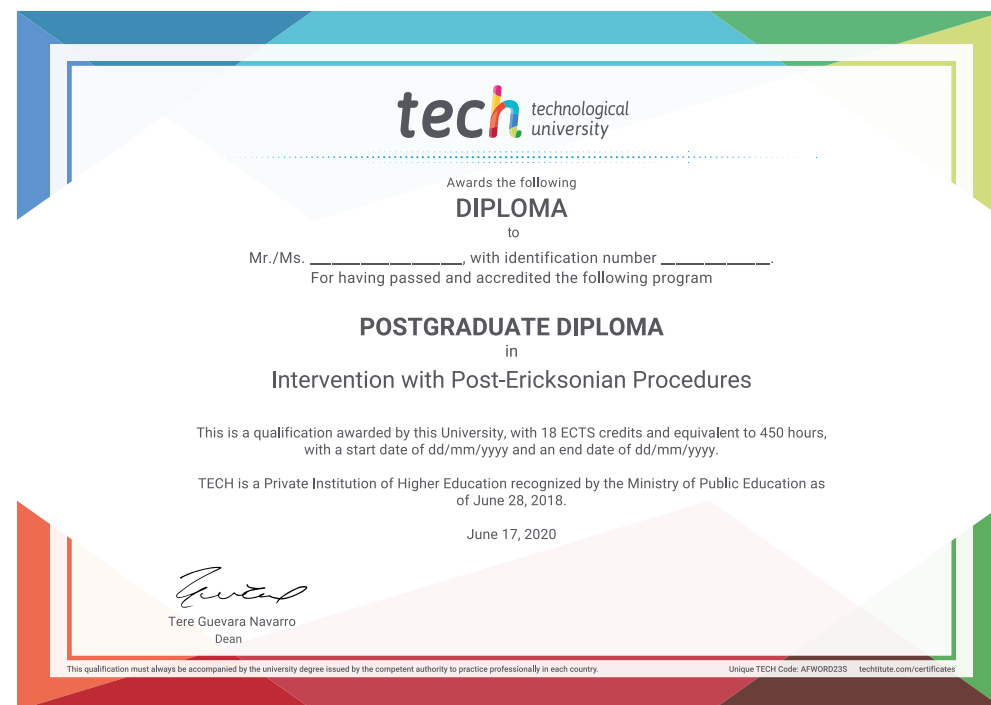 tech technological
university
Awards the following
DIPLOMA
to
Mr./Ms. __________________, with identification number _____________.
For having passed and accredited the following program
POSTGRADUATE DIPLOMA
in
Intervention with Post-Ericksonian Procedures
This is a qualification awarded by this University, with 18 ECTS credits and equivalent to 450 hours,
with a start date of dd/mm/yyyy and an end date of dd/mm/yyyy.
TECH is a Private Institution of Higher Education recognized by the Ministry of Public Education as
of June 28, 2018.
June 17, 2020
Tere Guevara Navarro
Dean
This qualification must always be accompanied by the university degree issued by the competent authority to practice professionally in each country. Unique TECH Code: AFWORD23S techtitute.com/certificates